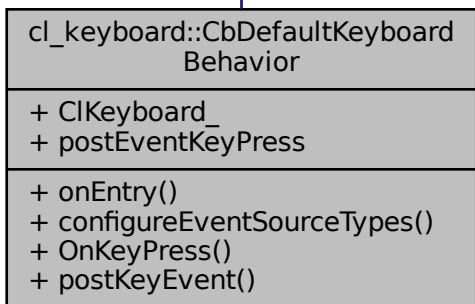 cl_keyboard::CbDefaultKeyboard
Behavior
+ ClKeyboard_
+ postEventKeyPress
+ onEntry()
+ configureEventSourceTypes()
+ OnKeyPress()
+ postKeyEvent()